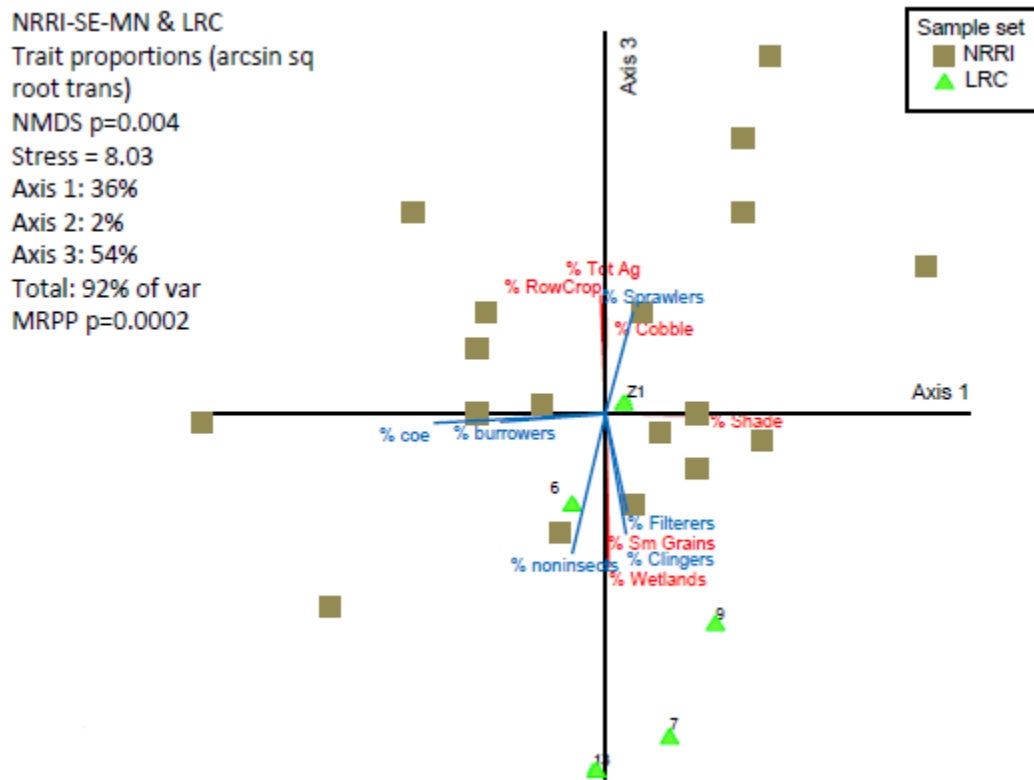 NRRI-SE-MN & LRC
Trait proportions (arcsin sq
root trans)
NMDS p=0.004
Stress = 8.03
Axis 1: 36%
Axis 2: 2%
Axis 3: 54%
Total: 92% of var
MRPP p=0.0002
Axis 3
Sample set
NRRI
LRC
% Tot Ag
% RowCrop
% Sprawlers
% Cobble
Z1
Axis 1
% Shade
% coe
% burrowers
6
% Filterers
% Sm Grains
% noninsects
% Clingers
% Wetlands
9
7
13